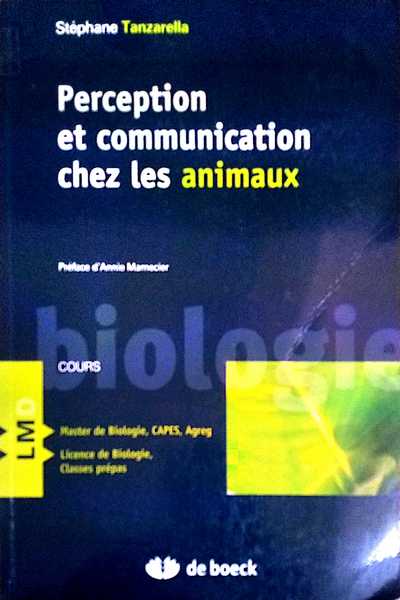 Stéphane Tanzarella
Perception
et communication
chez les animaux
Préface d'Annie Mamecier
biologie
COURS
LMD
Master de Biologie, CAPES, Agreg
Licence de Biologie,
Classes prépas
de boeck